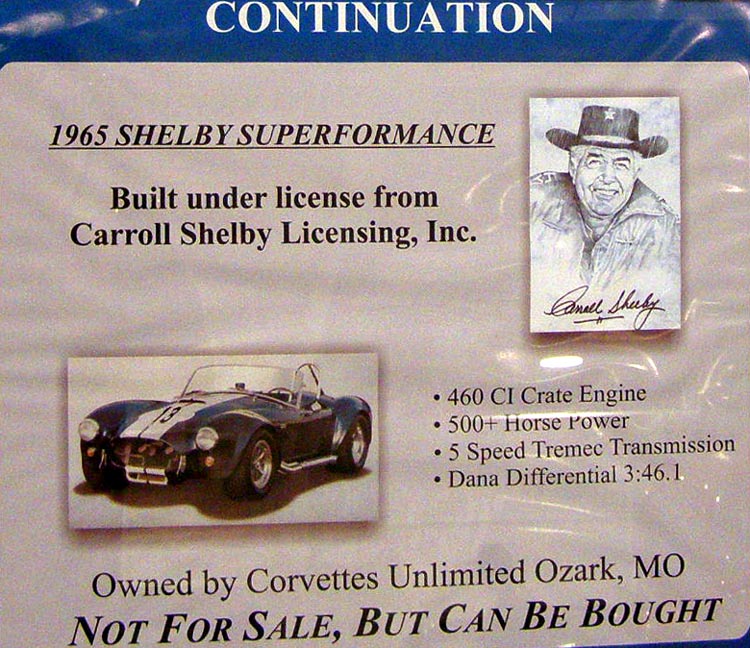 CONTINUATION
1965 SHELBY SUPERFORMANCE
Built under license from
Carroll Shelby Licensing, Inc.
Carroll Shelby
13
• 460 CI Crate Engine
• 500+ Horse Power
• 5 Speed Tremec Transmission
• Dana Differential 3:46.1
Owned by Corvettes Unlimited Ozark, MO
NOT FOR SALE, BUT CAN BE BOUGHT